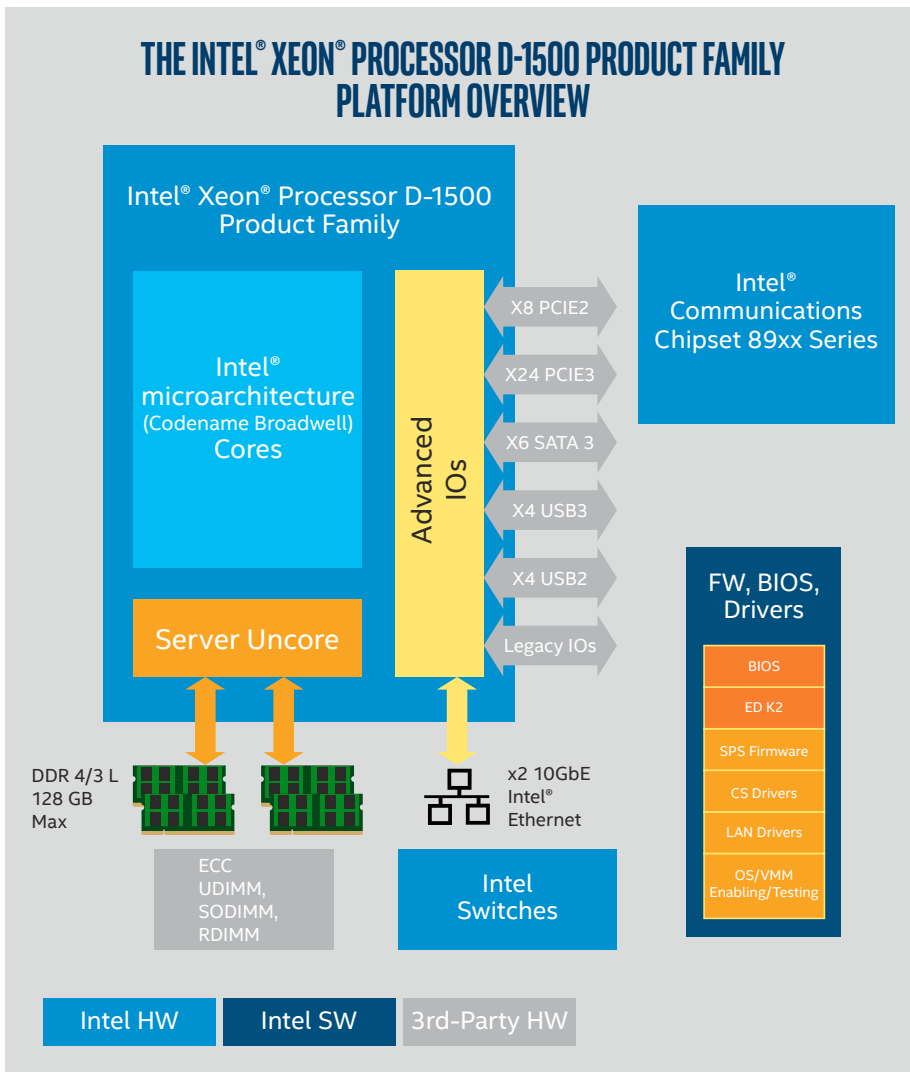 THE INTEL® XEON® PROCESSOR D-1500 PRODUCT FAMILY
PLATFORM OVERVIEW
Intel® Xeon® Processor D-1500
Product Family
Intel®
microarchitecture
(Codename Broadwell)
Cores
Server Uncore
Advanced
IOs
X8 PCIE2
X24 PCIE3
X6 SATA 3
X4 USB3
X4 USB2
Legacy IOs
Intel®
Communications
Chipset 89xx Series
FW, BIOS,
Drivers
BIOS
ED K2
SPS Firmware
CS Drivers
LAN Drivers
OS/VMM
Enabling/Testing
DDR 4/3 L
128 GB
Max
x2 10GbE
Intel®
Ethernet
ECC
UDIMM,
SODIMM,
RDIMM
Intel
Switches
Intel HW
Intel SW
3rd-Party HW